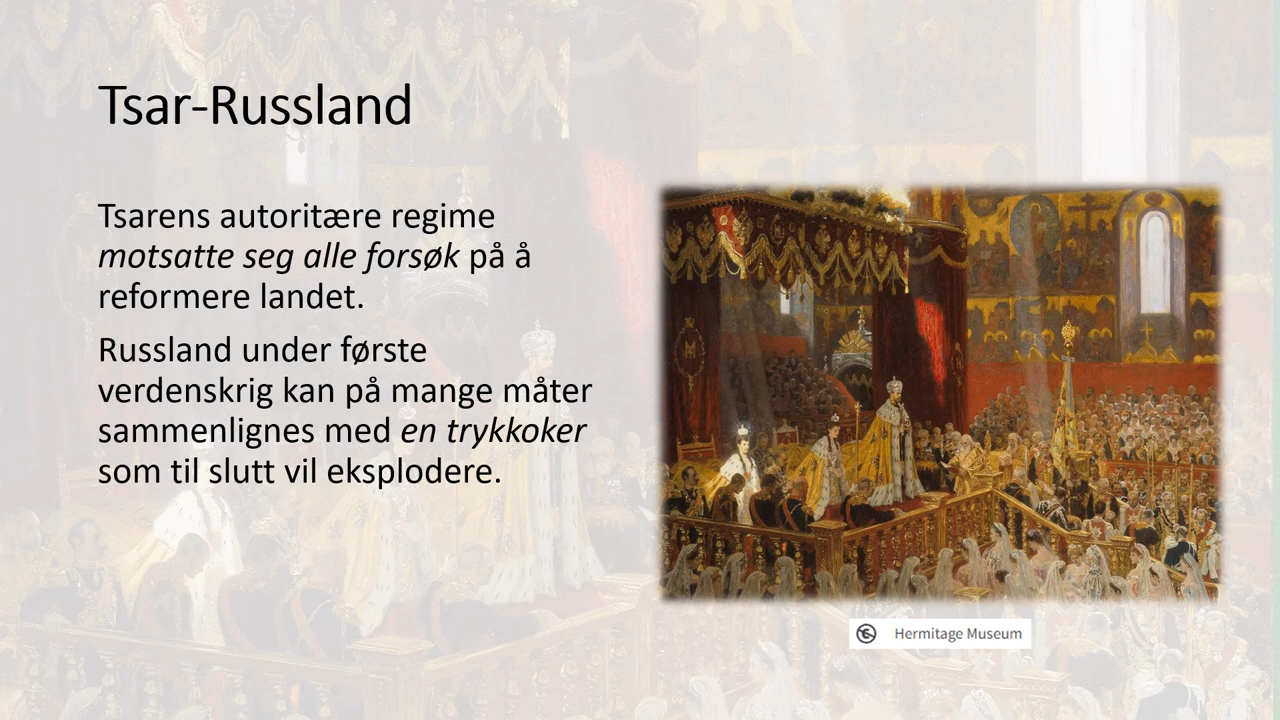 Tsar-Russland
Tsarens autoritære regime
motsatte seg alle forsøk på å
reformere landet.
Russland under første
verdenskrig kan på mange måter
sammenlignes med en trykkoker
som til slutt vil eksplodere.
Hermitage Museum